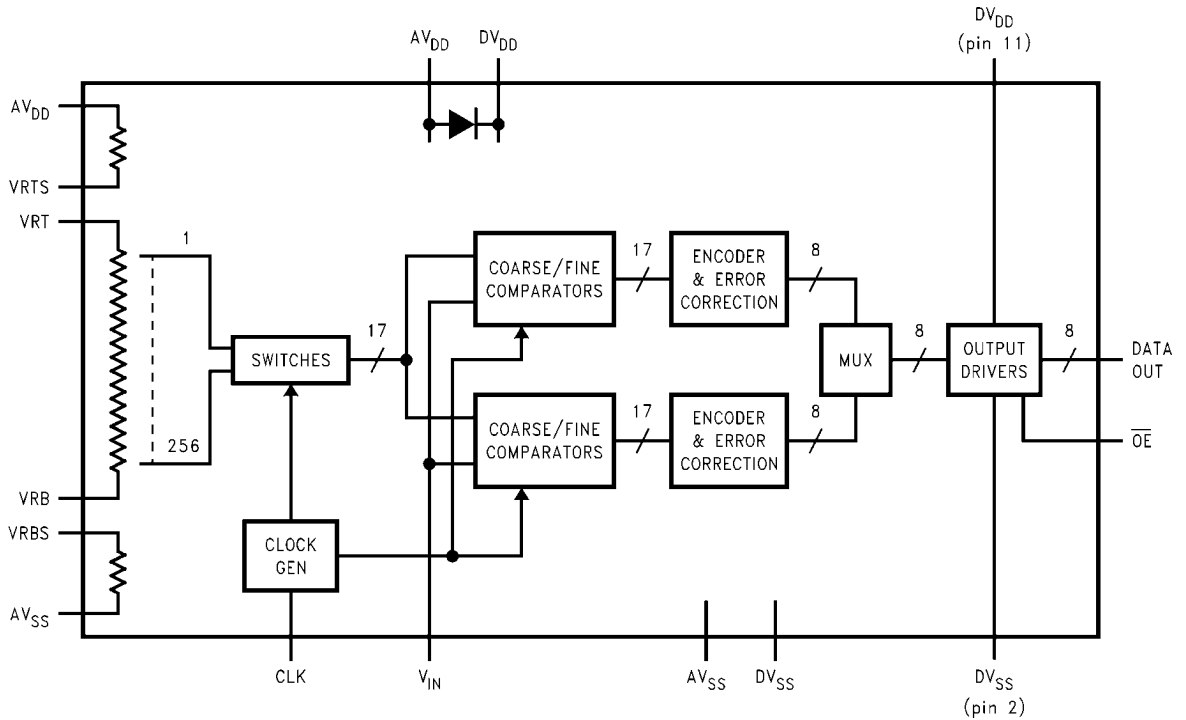 DVDD
(pin 11)
AVDD
DVDD
AVDD
VRTS
VRT
1
17
8
COARSE/FINE
COMPARATORS
ENCODER
& ERROR
CORRECTION
17
SWITCHES
MUX
8
OUTPUT
DRIVERS
8
DATA
OUT
17
8
COARSE/FINE
COMPARATORS
ENCODER
& ERROR
CORRECTION
OE
256
VRB
VRBS
CLOCK
GEN
AVSS
CLK
VIN
AVSS
DVSS
DVSS
(pin 2)